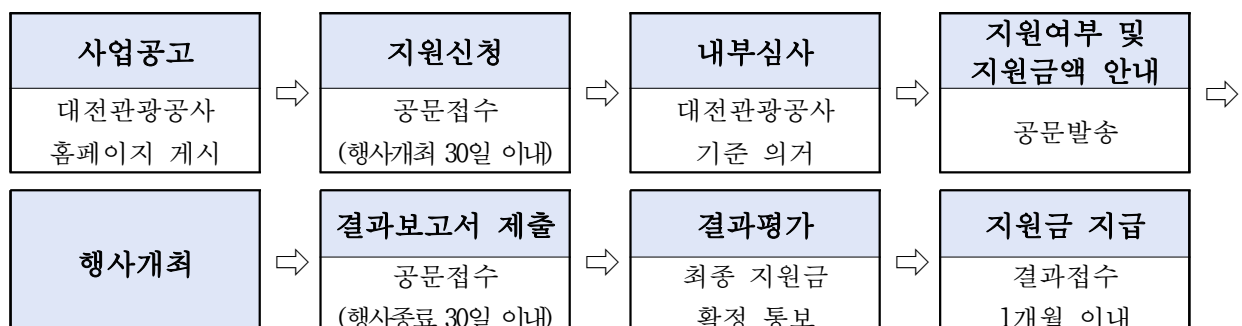 사업공고
대전관광공사
홈페이지 게시
⇨
지원신청
공문접수
(행사개최 30일 이내)
⇨
내부심사
대전관광공사
기준 의거
⇨
지원여부 및
지원금액 안내
공문발송
⇨
행사개최
⇨
결과보고서 제출
공문접수
(행사종료 30일 이내)
⇨
결과평가
최종 지원금
확정 통보
⇨
지원금 지급
결과접수
1개월 이내